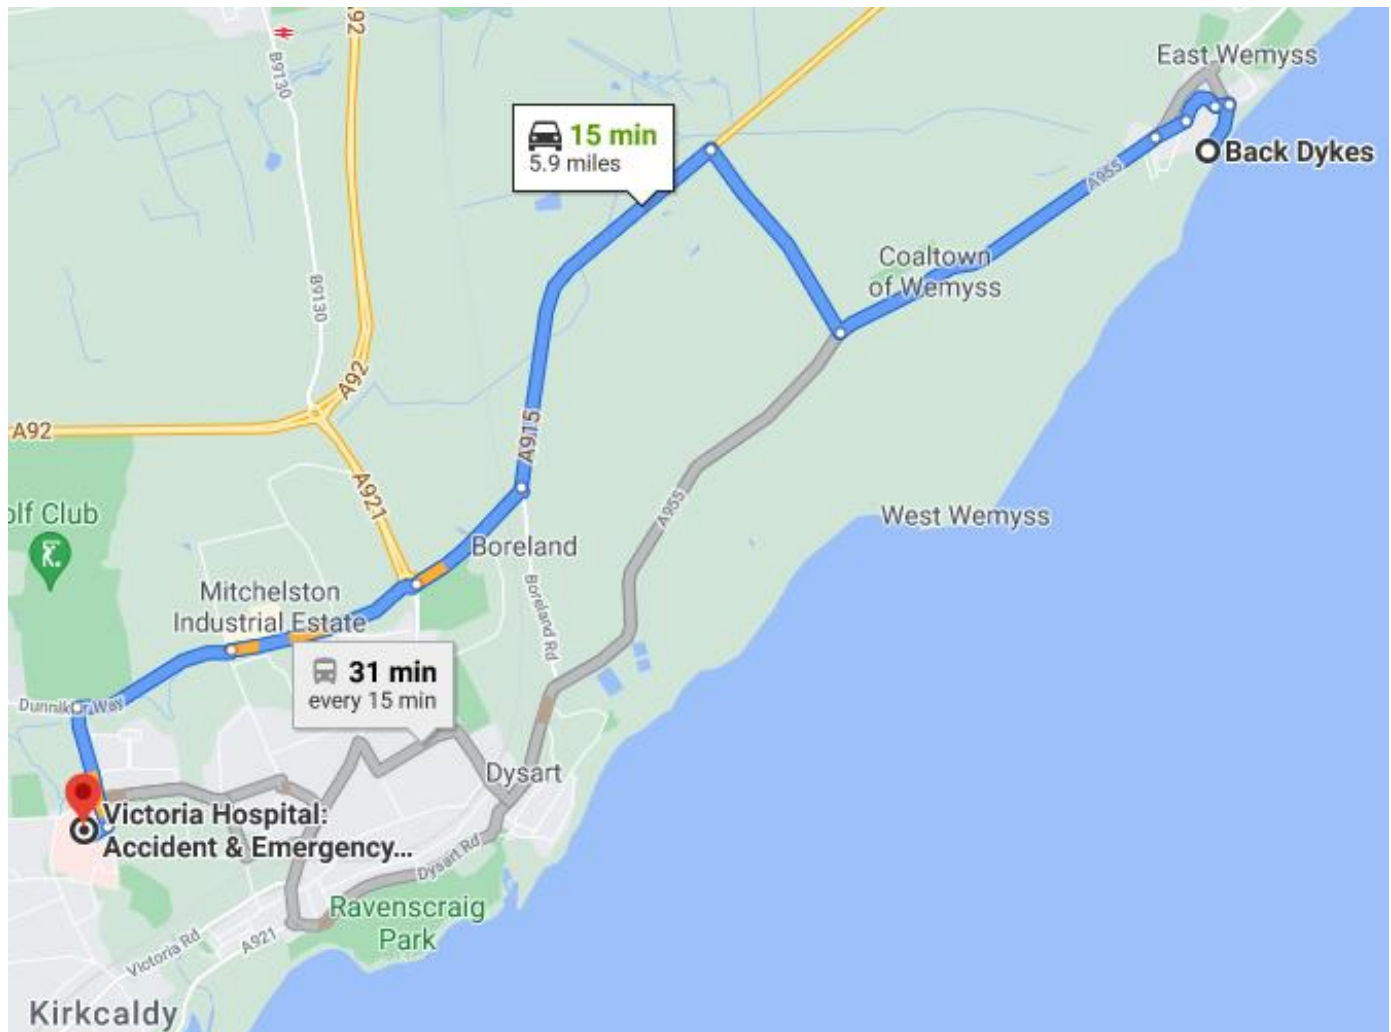 A92
East Wemyss
B9130
15 min
5.9 miles
Back Dykes
A955
Coaltown
of Wemyss
B9130
A92
A92
A915
A921
A955
olf Club
West Wemyss
Boreland
Mitchelston
Industrial Estate
Boreland Rd
31 min
every 15 min
Way
Dysart
Victoria Hospital:
Accident & Emergency...
Dysart Rd
Ravenscraig
Park
Victoria Rd
A921
Kirkcaldy